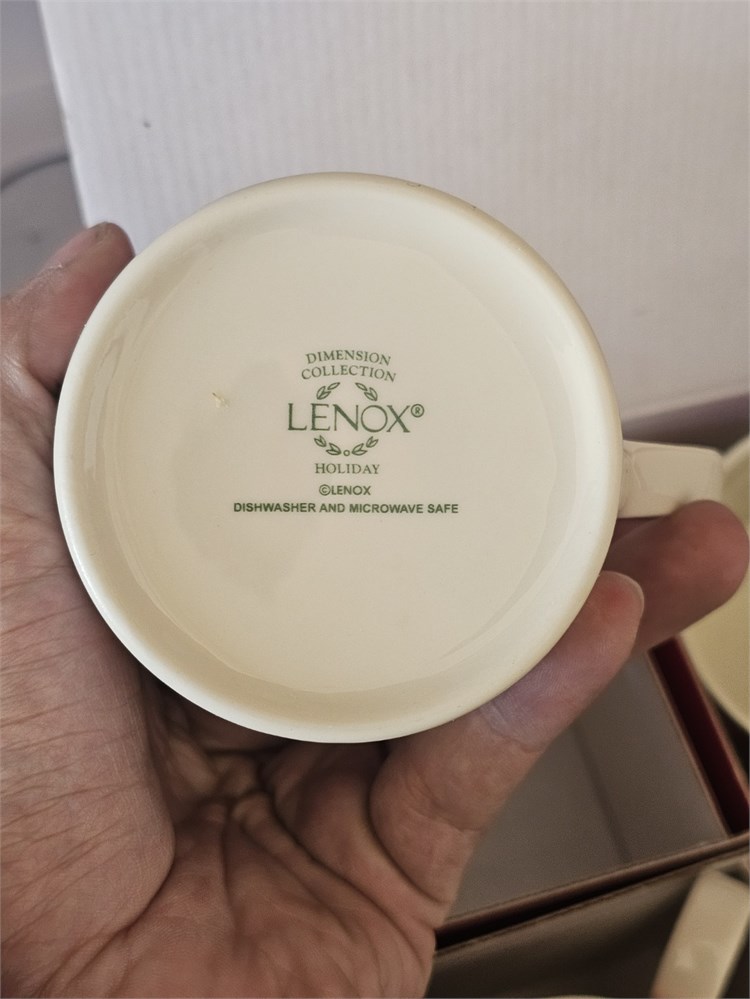 DIMENSION
COLLECTION
LENOX®
HOLIDAY
©LENOX
DISHWASHER AND MICROWAVE SAFE